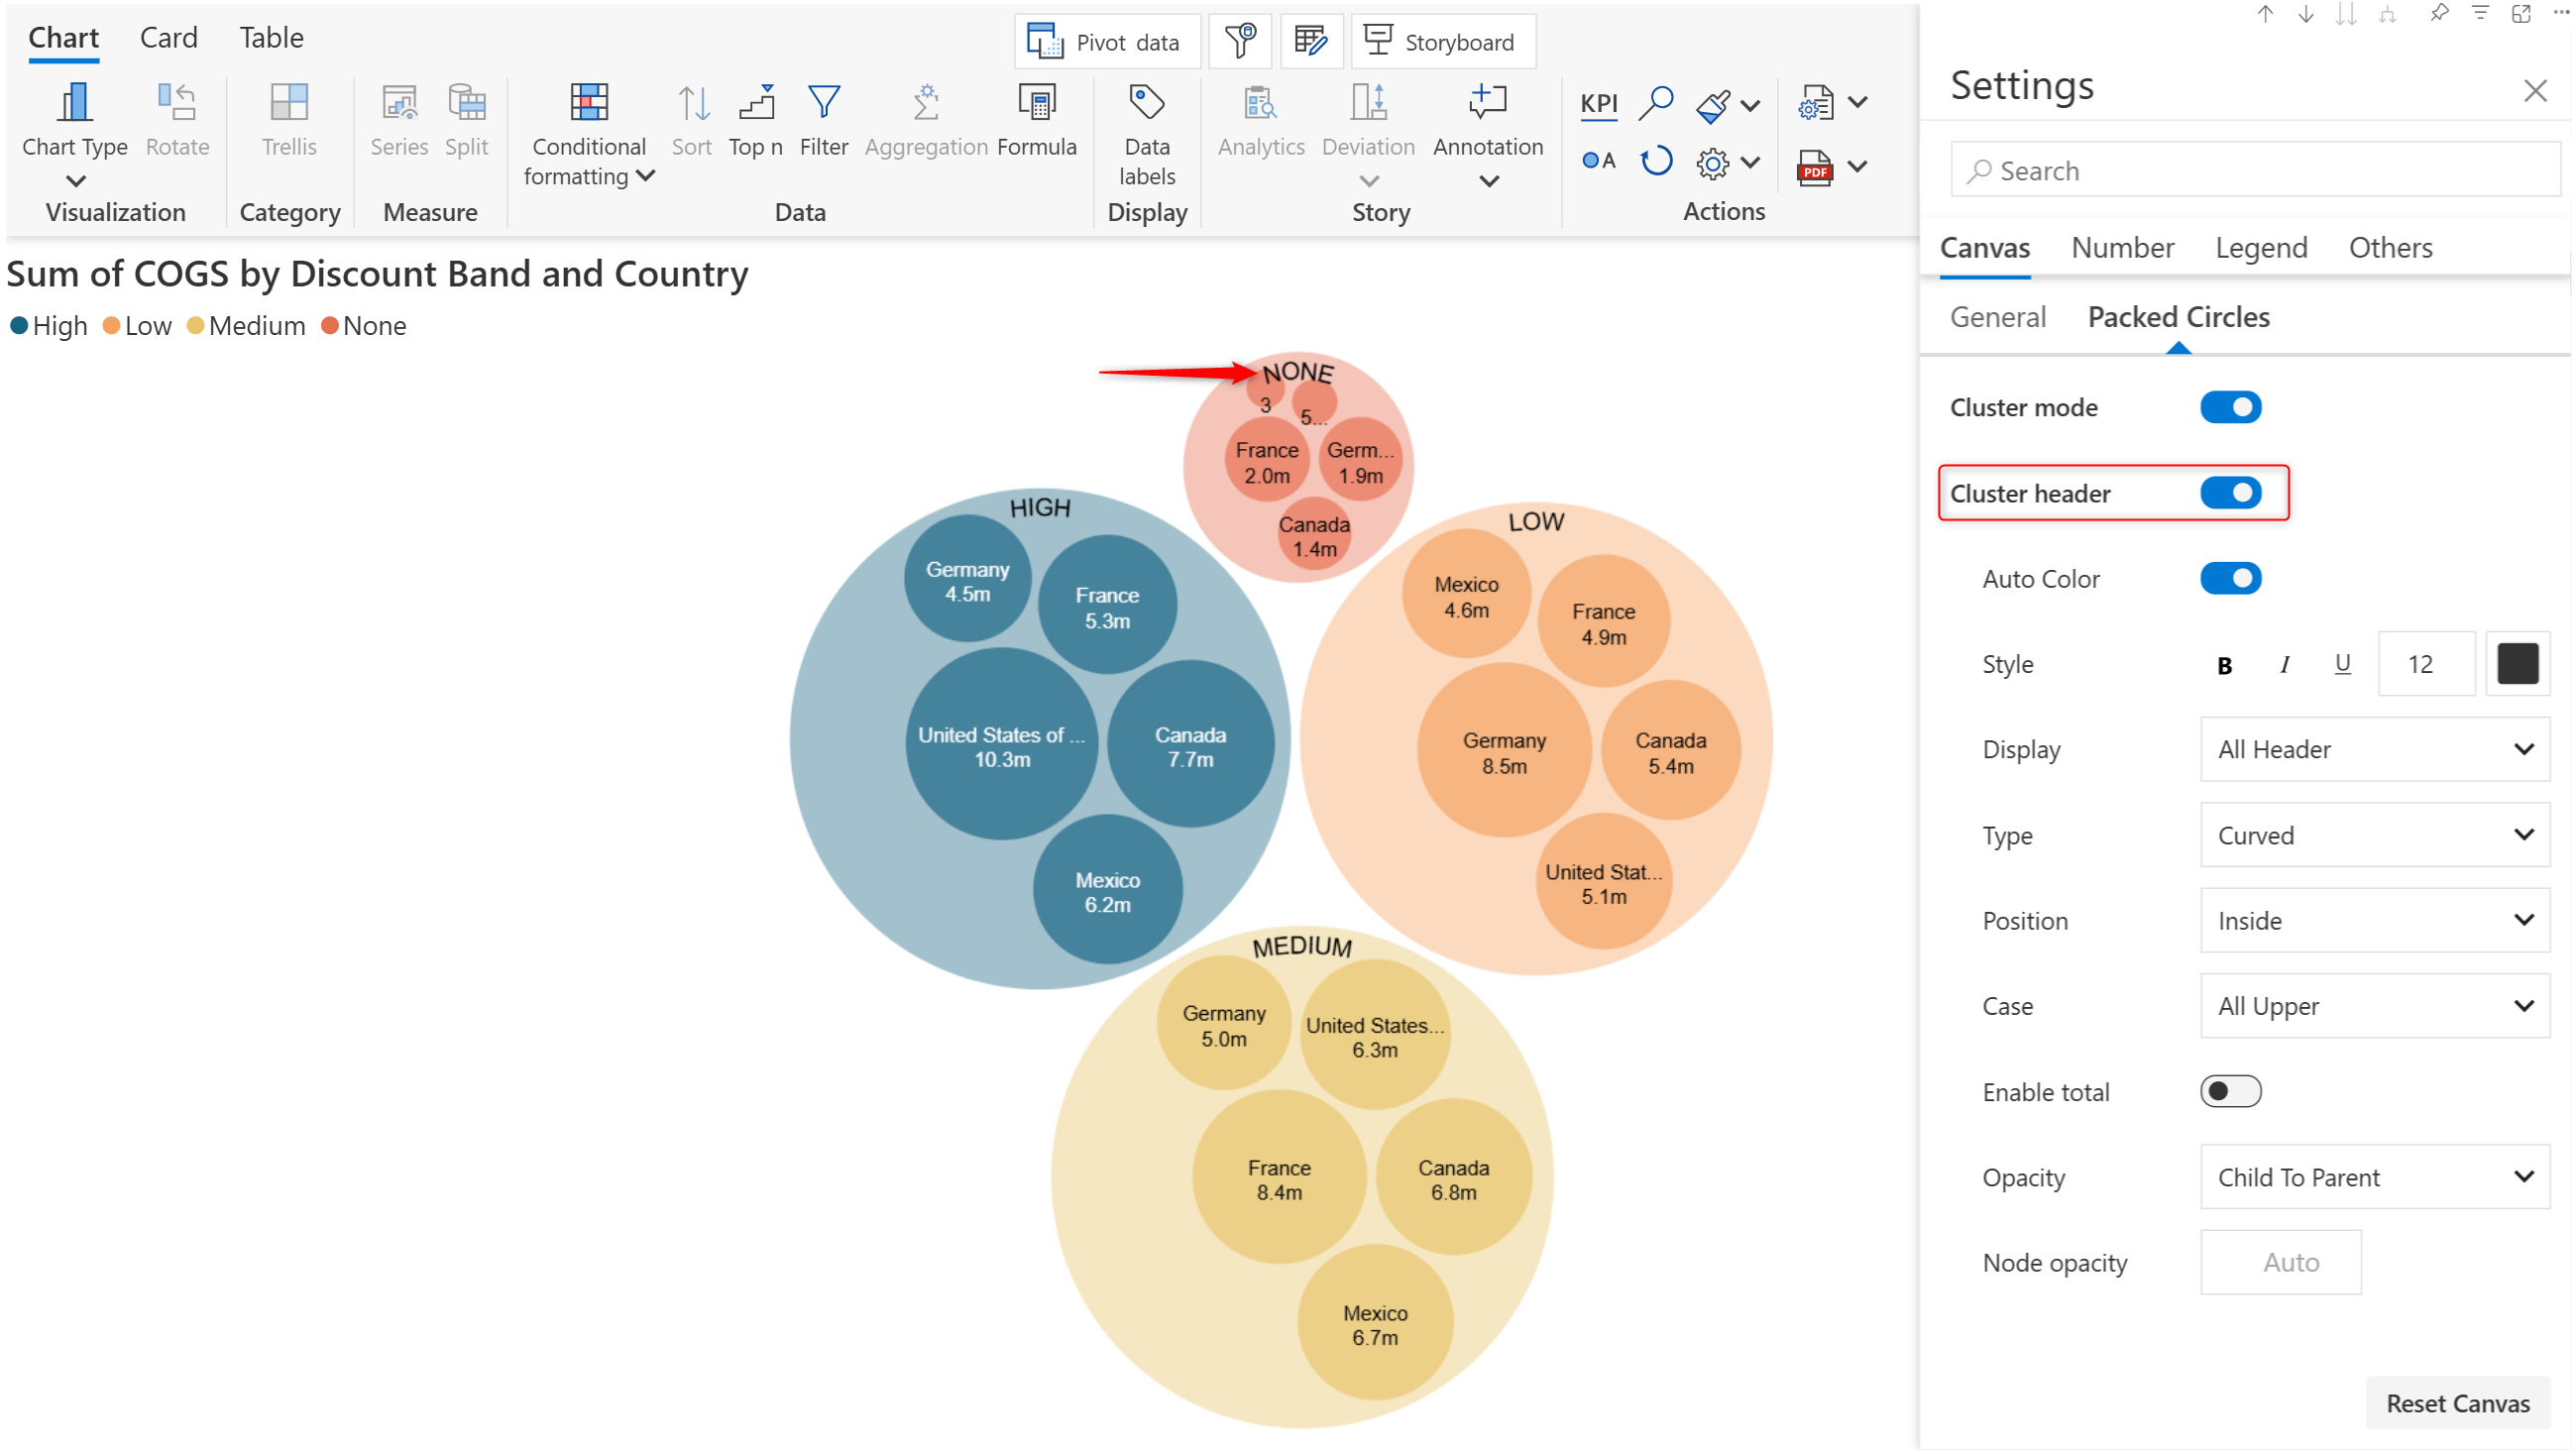 Chart Card Table
Pivot data Storyboard
Chart Type Rotate Trellis Series Split Conditional formatting Sort Top n Filter Aggregation Formula Data labels Analytics Deviation Annotation
KPI
A
PDF
Visualization Category Measure Data Display Story Actions
Sum of COGS by Discount Band and Country
High Low Medium None
NONE
3
5...
France
2.0m
Germ...
1.9m
Canada
1.4m
HIGH
Germany
4.5m
France
5.3m
United States of ...
10.3m
Canada
7.7m
Mexico
6.2m
LOW
Mexico
4.6m
France
4.9m
Germany
8.5m
Canada
5.4m
United Stat...
5.1m
MEDIUM
Germany
5.0m
United States...
6.3m
France
8.4m
Canada
6.8m
Mexico
6.7m
Settings
Search
Canvas Number Legend Others
General Packed Circles
Cluster mode
Cluster header
Auto Color
Style B I U 12
Display All Header
Type Curved
Position Inside
Case All Upper
Enable total
Opacity Child To Parent
Node opacity Auto
Reset Canvas